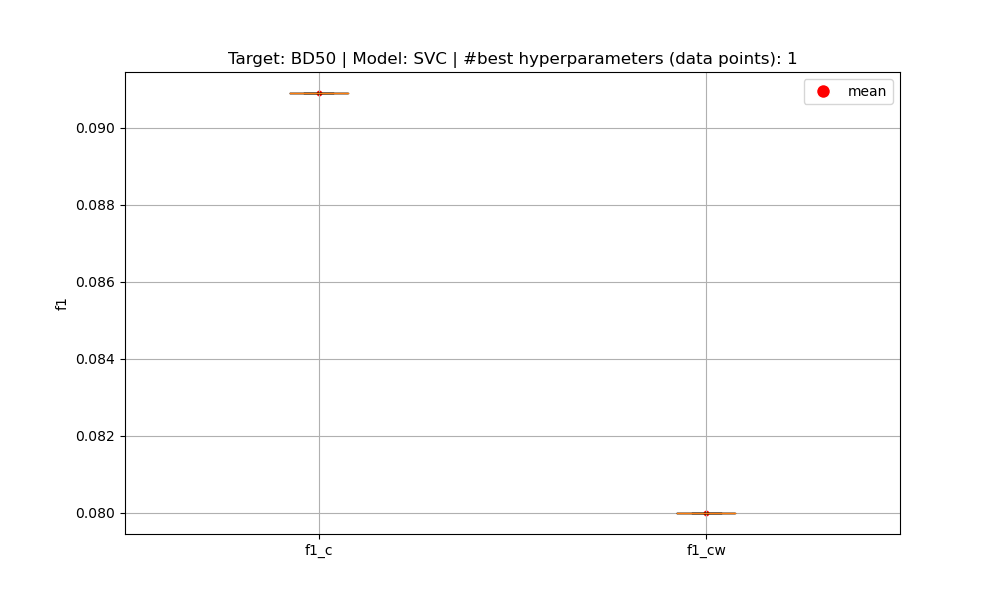 Target: BD50 | Model: SVC | #best hyperparameters (data points): 1
mean
0.090
0.088
0.086
0.084
0.082
0.080
f1
f1_c
f1_cw